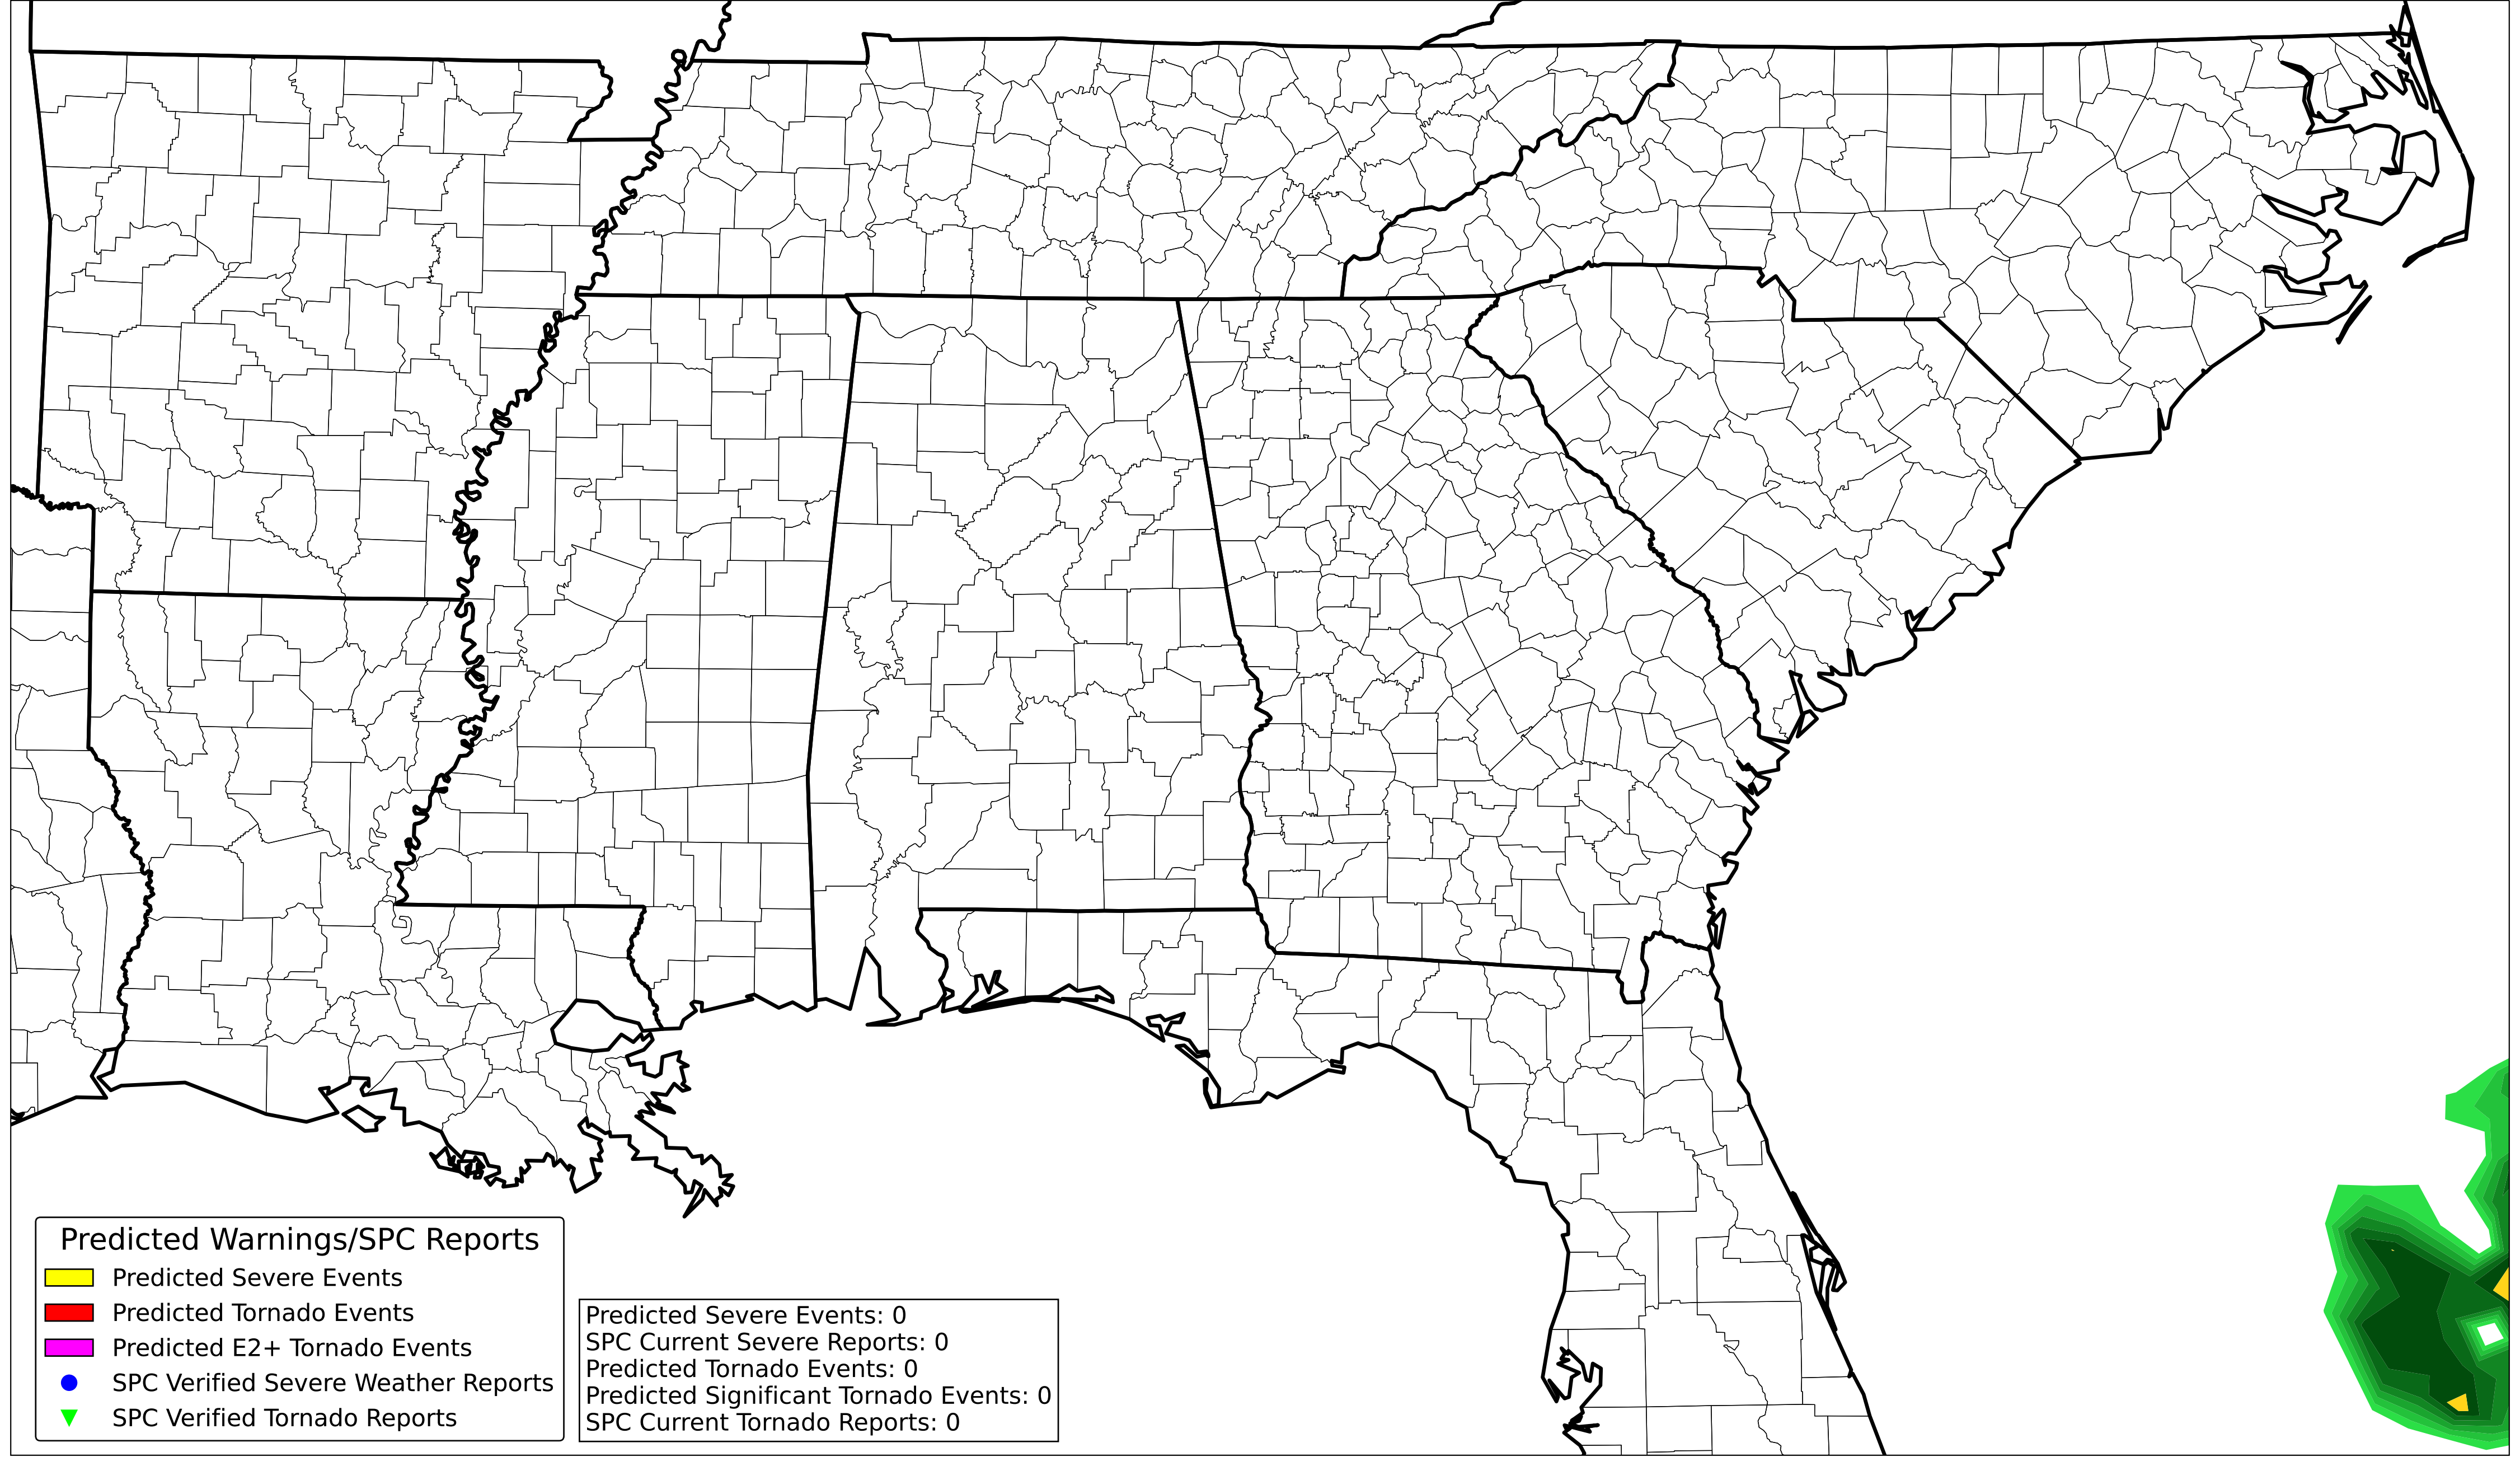 Predicted Warnings/SPC Reports
Predicted Severe Events
Predicted Tornado Events
Predicted E2+ Tornado Events
SPC Verified Severe Weather Reports
SPC Verified Tornado Reports
Predicted Severe Events: 0
SPC Current Severe Reports: 0
Predicted Tornado Events: 0
Predicted Significant Tornado Events: 0
SPC Current Tornado Reports: 0